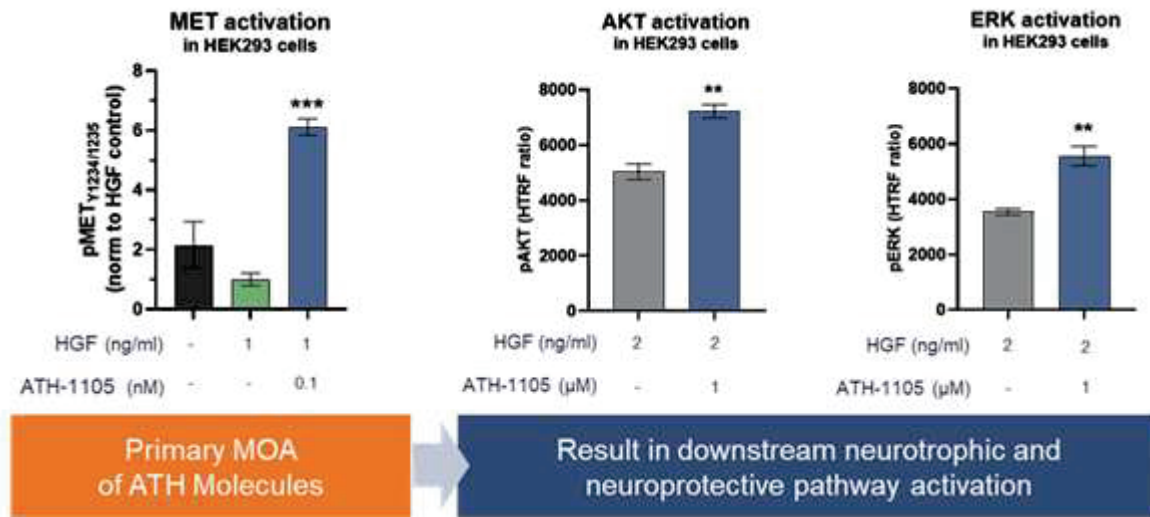 MET activation
in HEK293 cells
pMETY1234/1235
(norm to HGF control)
8
6
4
2
0
***
HGF (ng/ml) - 1 1
ATH-1105 (nM) - - 0.1
AKT activation
in HEK293 cells
pAKT (HTRF ratio)
8000
6000
4000
2000
0
**
HGF (ng/ml) 2 2
ATH-1105 (µM) - 1
ERK activation
in HEK293 cells
pERK (HTRF ratio)
8000
6000
4000
2000
0
**
HGF (ng/ml) 2 2
ATH-1105 (µM) - 1
Primary MOA
of ATH Molecules
Result in downstream neurotrophic and
neuroprotective pathway activation